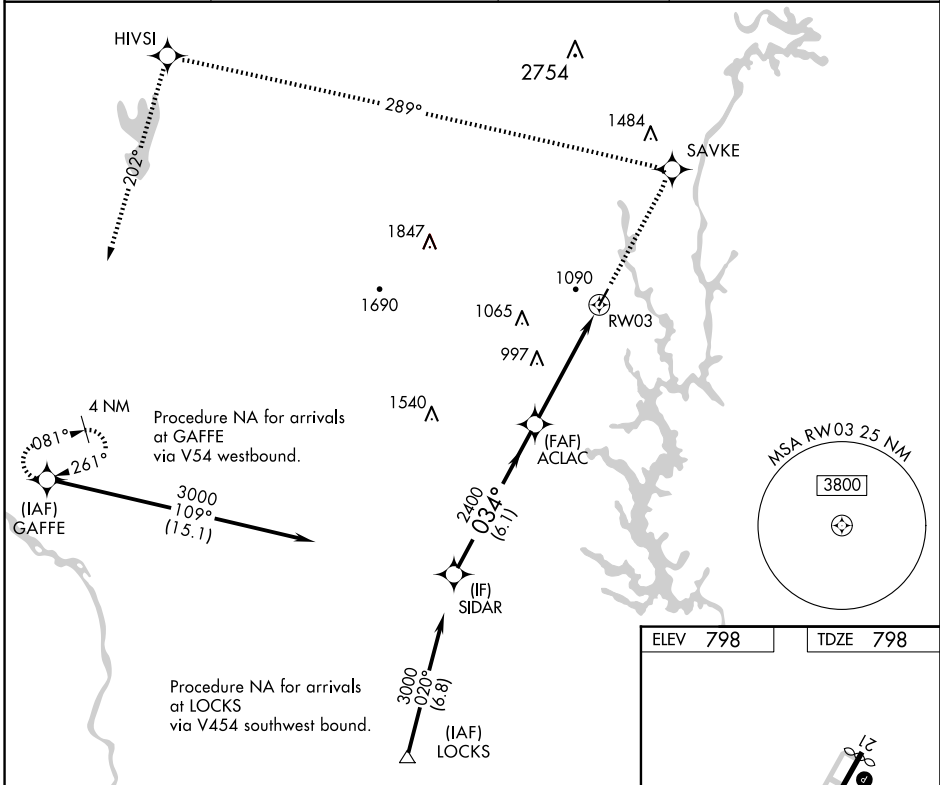 HIVSI
2754
289°
1484
SAVKE
202°
1847
1690
1090
RW03
1065
997
1540
4 NM
081°
261°
Procedure NA for arrivals
at GAFFE
via V54 westbound.
(IAF)
GAFFE
3000
109°
(15.1)
(FAF)
ACLAC
2400
034°
(6.1)
MSA RW03 25 NM
3800
(IF)
SIDAR
3000
020°
(6.8)
Procedure NA for arrivals
at LOCKS
via V454 southwest bound.
(IAF)
LOCKS
ELEV 798
TDZE 798
21
P